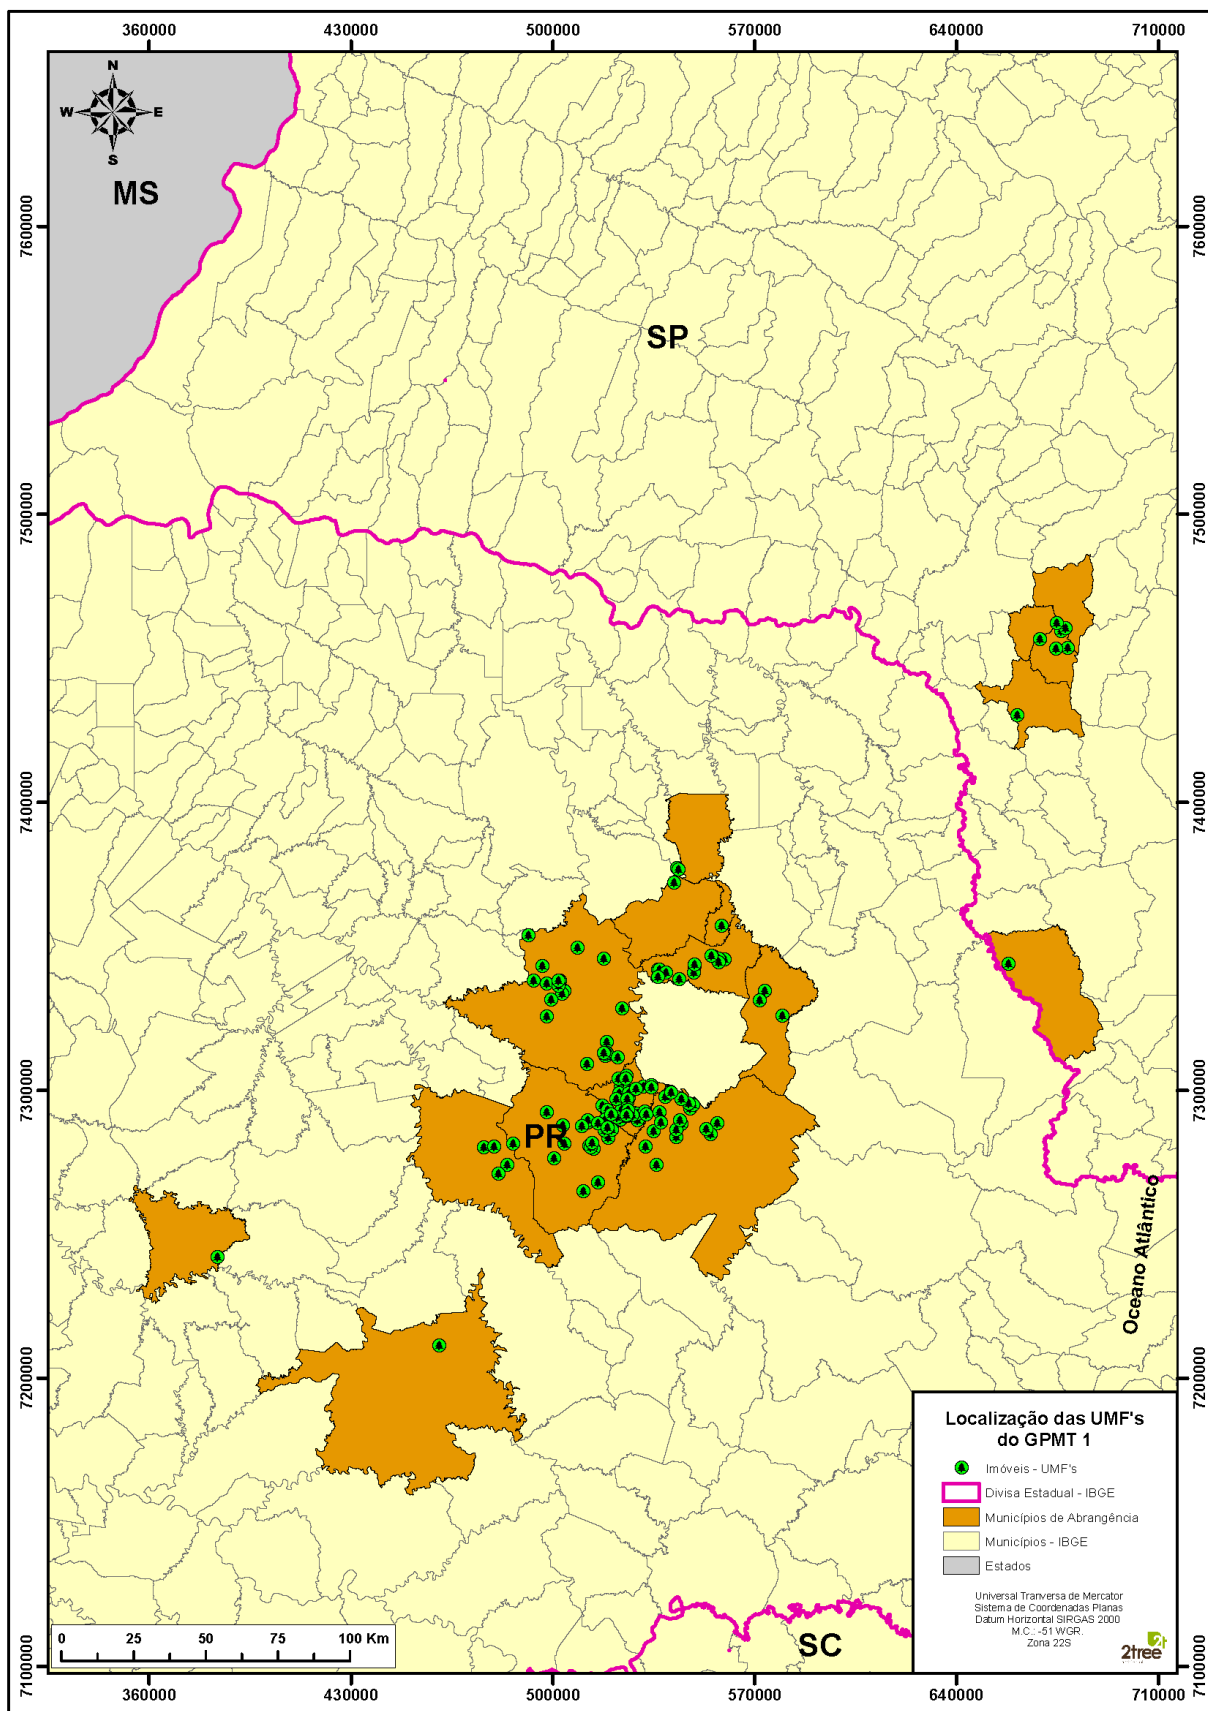 360000 430000 500000 570000 640000 710000
N
W E
S
MS
SP
PR
SC
Oceano Atlântico
7600000
7500000
7400000
7300000
7200000
7100000
7600000
7500000
7400000
7300000
7200000
7100000
Localização das UMF's
do GPMT 1
Imóveis - UMF's
Divisa Estadual - IBGE
Municípios de Abrangência
Municípios - IBGE
Estados
Universal Tranversa de Mercator
Sistema de Coordenadas Planas
Datum Horizontal SIRGAS 2000
M.C.: -51 WGR.
Zona 22S
2tree
0 25 50 75 100 Km
360000 430000 500000 570000 640000 710000